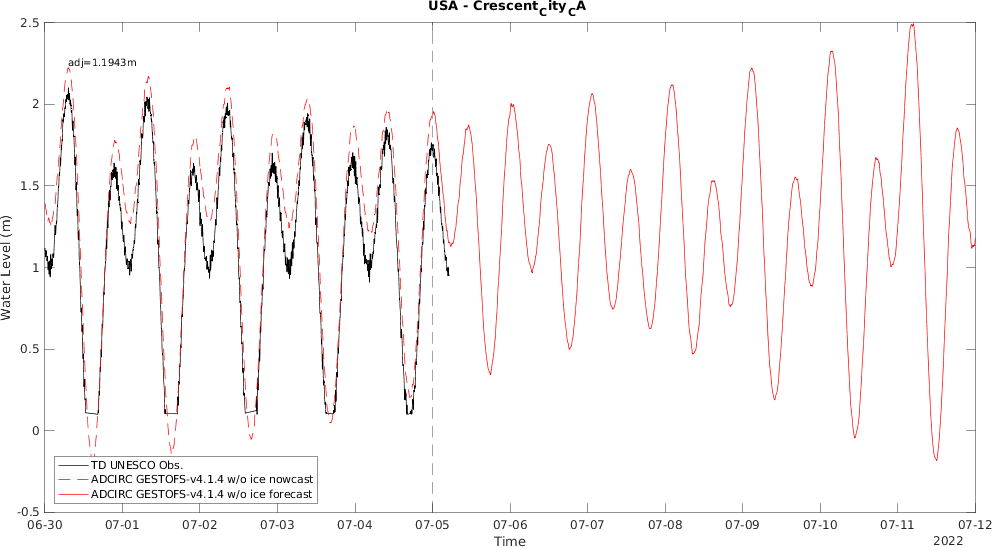 USA - Crescent_City_CA
adj=1.1943m
2.5
2
1.5
1
0.5
0
-0.5
Water Level (m)
TD UNESCO Obs.
ADCIRC GESTOFS-v4.1.4 w/o ice nowcast
ADCIRC GESTOFS-v4.1.4 w/o ice forecast
06-30 07-01 07-02 07-03 07-04 07-05 07-06 07-07 07-08 07-09 07-10 07-11 07-12
Time
2022